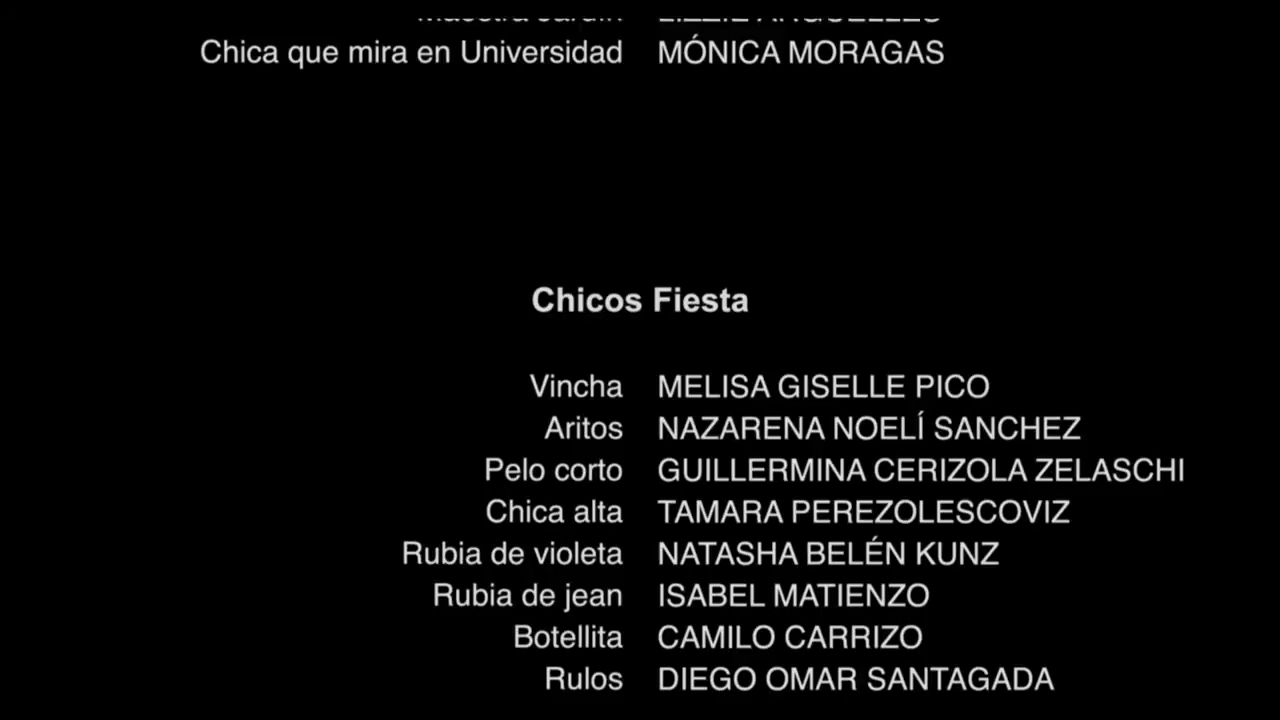 Chica que mira en Universidad MÓNICA MORAGAS
Chicos Fiesta
Vincha MELISA GISELLE PICO
Aritos NAZARENA NOELÍ SANCHEZ
Pelo corto GUILLERMINA CERIZOLA ZELASCHI
Chica alta TAMARA PEREZOLESCOVIZ
Rubia de violeta NATASHA BELÉN KUNZ
Rubia de jean ISABEL MATIENZO
Botellita CAMILO CARRIZO
Rulos DIEGO OMAR SANTAGADA